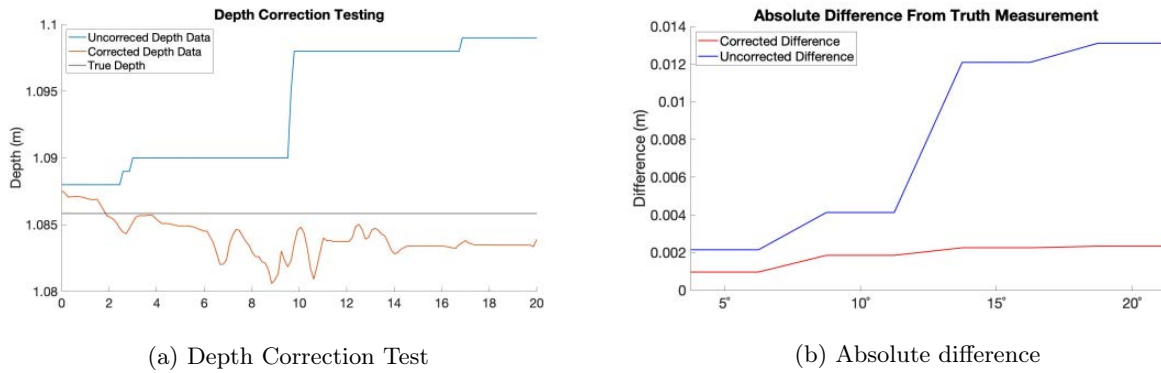 Depth Correction Testing
1.1
1.095
1.09
1.085
1.08
Depth (m)
Uncorreced Depth Data
Corrected Depth Data
True Depth
0 2 4 6 8 10 12 14 16 18 20
(a) Depth Correction Test
Absolute Difference From Truth Measurement
0.014
0.012
0.01
0.008
0.006
0.004
0.002
0
Difference (m)
Corrected Difference
Uncorrected Difference
5° 10° 15° 20°
(b) Absolute difference